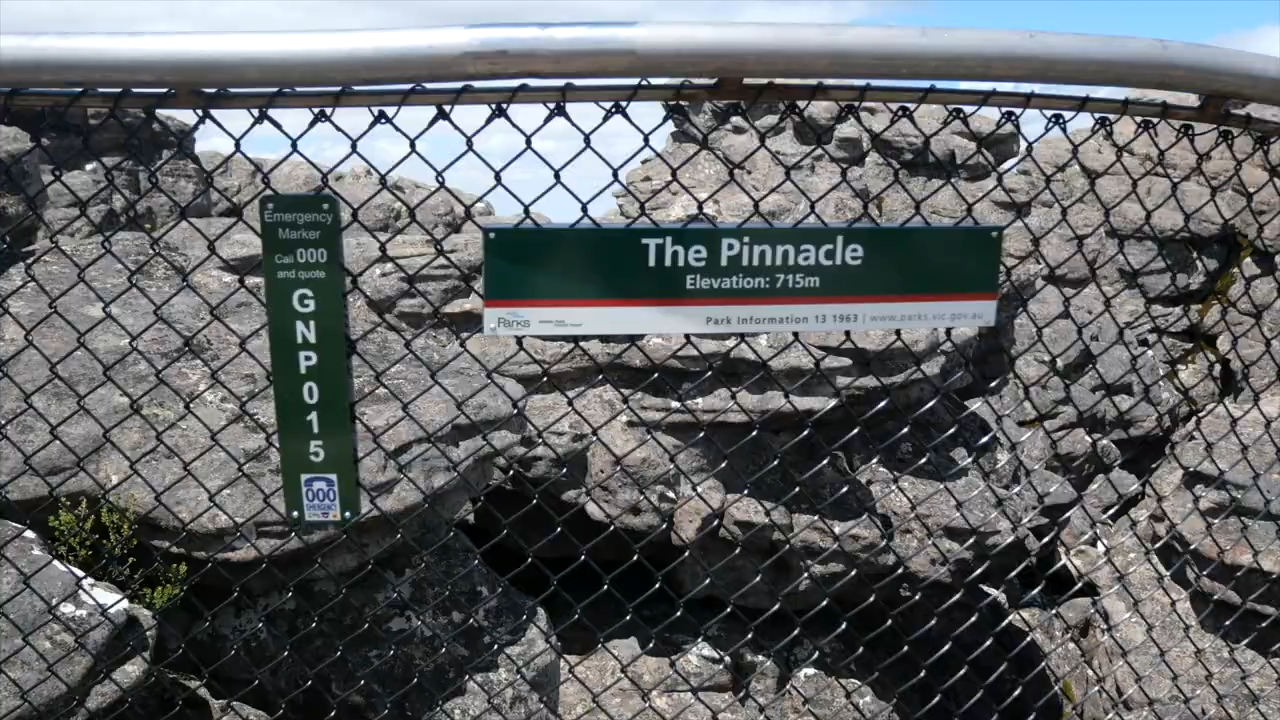 Emergency
Marker
Call 000
and quote
G
N
P
0
1
5
000
EMERGENCY
The Pinnacle
Elevation: 715m
Parks
Park Information 13 1963 | www.parks.vic.gov.au